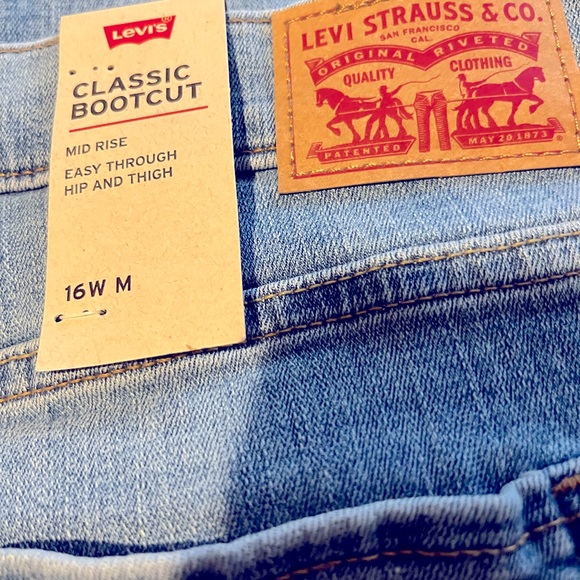 Levi's®
CLASSIC
BOOTCUT
MID RISE
EASY THROUGH
HIP AND THIGH
16W M
LEVI STRAUSS & CO.
SAN FRANCISCO
CAL.
ORIGINAL RIVETED
QUALITY CLOTHING
PATENTED MAY 20 1873